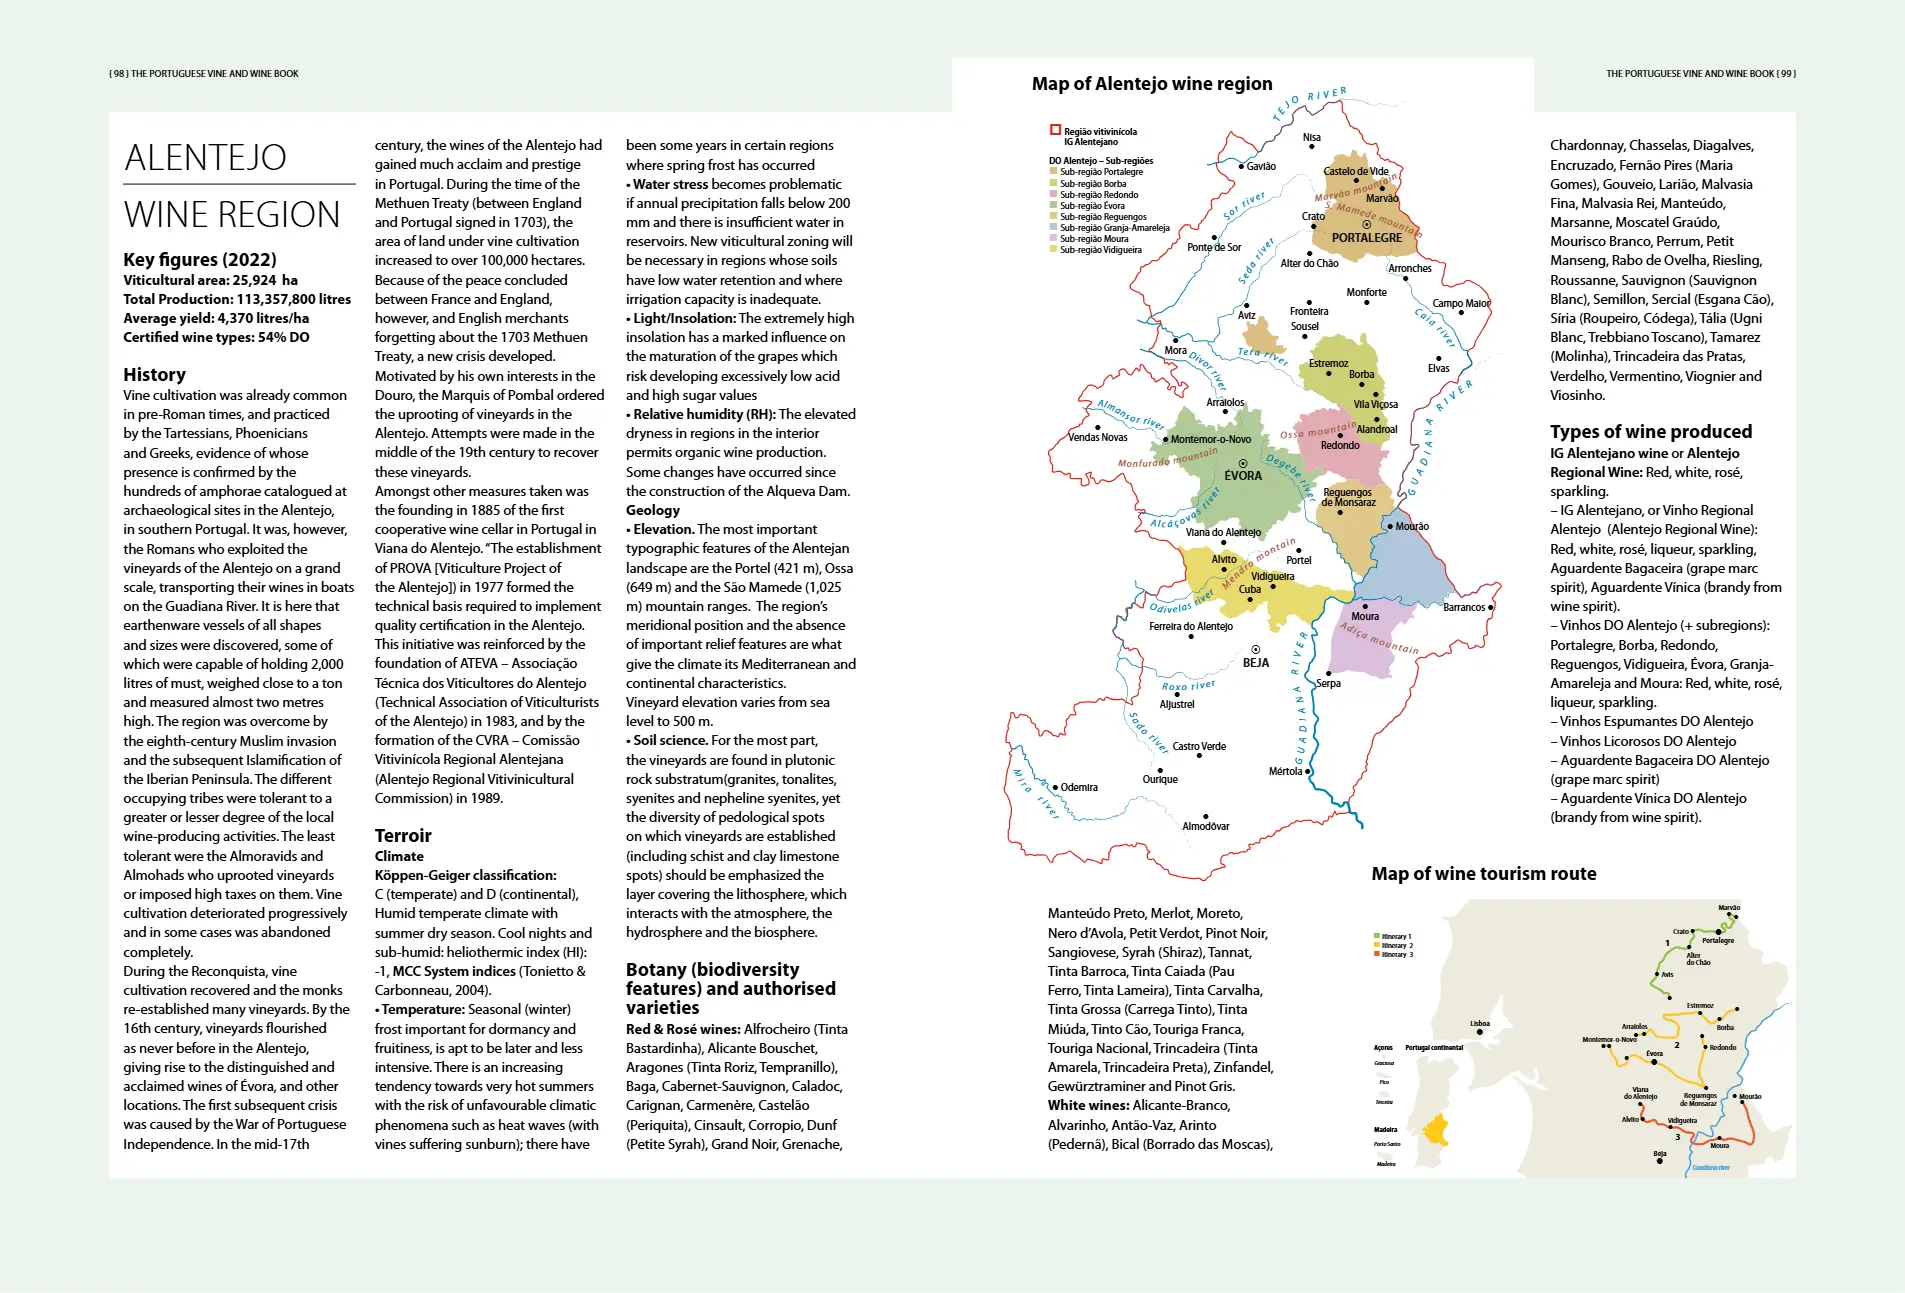 { 98 } THE PORTUGUESE VINE AND WINE BOOK
ALENTEJO
WINE REGION
Key figures (2022)
Viticultural area: 25,924 ha
Total Production: 113,357,800 litres
Average yield: 4,370 litres/ha
Certified wine types: 54% DO
History
Vine cultivation was already common
in pre-Roman times, and practiced
by the Tartessians, Phoenicians
and Greeks, evidence of whose
presence is confirmed by the
hundreds of amphorae catalogued at
archaeological sites in the Alentejo,
in southern Portugal. It was, however,
the Romans who exploited the
vineyards of the Alentejo on a grand
scale, transporting their wines in boats
on the Guadiana River. It is here that
earthenware vessels of all shapes
and sizes were discovered, some of
which were capable of holding 2,000
litres of must, weighed close to a ton
and measured almost two metres
high. The region was overcome by
the eighth-century Muslim invasion
and the subsequent Islamification of
the Iberian Peninsula. The different
occupying tribes were tolerant to a
greater or lesser degree of the local
wine-producing activities. The least
tolerant were the Almoravids and
Almohads who uprooted vineyards
or imposed high taxes on them. Vine
cultivation deteriorated progressively
and in some cases was abandoned
completely.
During the Reconquista, vine
cultivation recovered and the monks
re-established many vineyards. By the
16th century, vineyards flourished
as never before in the Alentejo,
giving rise to the distinguished and
acclaimed wines of Évora, and other
locations. The first subsequent crisis
was caused by the War of Portuguese
Independence. In the mid-17th
century, the wines of the Alentejo had
gained much acclaim and prestige
in Portugal. During the time of the
Methuen Treaty (between England
and Portugal signed in 1703), the
area of land under vine cultivation
increased to over 100,000 hectares.
Because of the peace concluded
between France and England,
however, and English merchants
forgetting about the 1703 Methuen
Treaty, a new crisis developed.
Motivated by his own interests in the
Douro, the Marquis of Pombal ordered
the uprooting of vineyards in the
Alentejo. Attempts were made in the
middle of the 19th century to recover
these vineyards.
Amongst other measures taken was
the founding in 1885 of the first
cooperative wine cellar in Portugal in
Viana do Alentejo. "The establishment
of PROVA [Viticulture Project of
the Alentejo]) in 1977 formed the
technical basis required to implement
quality certification in the Alentejo.
This initiative was reinforced by the
foundation of ATEVA – Associação
Técnica dos Viticultores do Alentejo
(Technical Association of Viticulturists
of the Alentejo) in 1983, and by the
formation of the CVRA – Comissão
Vitivinícola Regional Alentejana
(Alentejo Regional Vitivinicultural
Commission) in 1989.
Terroir
Climate
Köppen-Geiger classification:
C (temperate) and D (continental),
Humid temperate climate with
summer dry season. Cool nights and
sub-humid: heliothermic index (HI):
-1, MCC System indices (Tonietto &
Carbonneau, 2004).
• Temperature: Seasonal (winter)
frost important for dormancy and
fruitiness, is apt to be later and less
intensive. There is an increasing
tendency towards very hot summers
with the risk of unfavourable climatic
phenomena such as heat waves (with
vines suffering sunburn); there have
been some years in certain regions
where spring frost has occurred
• Water stress becomes problematic
if annual precipitation falls below 200
mm and there is insufficient water in
reservoirs. New viticultural zoning will
be necessary in regions whose soils
have low water retention and where
irrigation capacity is inadequate.
• Light/Insolation: The extremely high
insolation has a marked influence on
the maturation of the grapes which
risk developing excessively low acid
and high sugar values
• Relative humidity (RH): The elevated
dryness in regions in the interior
permits organic wine production.
Some changes have occurred since
the construction of the Alqueva Dam.
Geology
• Elevation. The most important
typographic features of the Alentejan
landscape are the Portel (421 m), Ossa
(649 m) and the São Mamede (1,025
m) mountain ranges. The region's
meridional position and the absence
of important relief features are what
give the climate its Mediterranean and
continental characteristics.
Vineyard elevation varies from sea
level to 500 m.
• Soil science. For the most part,
the vineyards are found in plutonic
rock substratum(granites, tonalites,
syenites and nepheline syenites, yet
the diversity of pedological spots
on which vineyards are established
(including schist and clay limestone
spots) should be emphasized the
layer covering the lithosphere, which
interacts with the atmosphere, the
hydrosphere and the biosphere.
Botany (biodiversity
features) and authorised
varieties
Red & Rosé wines: Alfrocheiro (Tinta
Bastardinha), Alicante Bouschet,
Aragones (Tinta Roriz, Tempranillo),
Baga, Cabernet-Sauvignon, Caladoc,
Carignan, Carmenère, Castelão
(Periquita), Cinsault, Corropio, Dunf
(Petite Syrah), Grand Noir, Grenache,
THE PORTUGUESE VINE AND WINE BOOK { 99 }
Map of Alentejo wine region
Região vitivinícola
IG Alentejano
DO Alentejo – Sub-regiões
Sub-região Portalegre
Sub-região Borba
Sub-região Redondo
Sub-região Évora
Sub-região Reguengos
Sub-região Granja-Amareleja
Sub-região Moura
Sub-região Vidigueira
TEJO RIVER
Nisa
Gavião
Castelo de Vide
Marvão mountain
Marvão
Sor river
S. Mamede mountain
Crato
PORTALEGRE
Ponte de Sor
Seda river
Alter do Chão
Arronches
Monforte
Campo Maior
Aviz
Fronteira
Caia river
Sousel
Mora
Divor river
Tera river
Estremoz
Elvas
Borba
GUADIANA RIVER
Almansor river
Arraiolos
Vila Viçosa
Vendas Novas
Montemor-o-Novo
Ossa mountain
Alandroal
Redondo
Monfurado mountain
Degebe river
ÉVORA
Reguengos
de Monsaraz
Alcáçovas river
Mourão
Viana do Alentejo
Mendro montain
Portel
Alvito
Vidigueira
Cuba
Odivelas river
Moura
Barrancos
Ferreira do Alentejo
Adiça mountain
BEJA
GUADIANA RIVER
Roxo river
Serpa
Aljustrel
Sado river
Castro Verde
Mértola
Ourique
Mira river
Odemira
Almodôvar
Manteúdo Preto, Merlot, Moreto,
Nero d'Avola, Petit Verdot, Pinot Noir,
Sangiovese, Syrah (Shiraz), Tannat,
Tinta Barroca, Tinta Caiada (Pau
Ferro, Tinta Lameira), Tinta Carvalha,
Tinta Grossa (Carrega Tinto), Tinta
Miúda, Tinto Cão, Touriga Franca,
Touriga Nacional, Trincadeira (Tinta
Amarela, Trincadeira Preta), Zinfandel,
Gewürztraminer and Pinot Gris.
White wines: Alicante-Branco,
Alvarinho, Antão-Vaz, Arinto
(Pedernã), Bical (Borrado das Moscas),
Chardonnay, Chasselas, Diagalves,
Encruzado, Fernão Pires (Maria
Gomes), Gouveio, Larião, Malvasia
Fina, Malvasia Rei, Manteúdo,
Marsanne, Moscatel Graúdo,
Mourisco Branco, Perrum, Petit
Manseng, Rabo de Ovelha, Riesling,
Roussanne, Sauvignon (Sauvignon
Blanc), Semillon, Sercial (Esgana Cão),
Síria (Roupeiro, Códega), Tália (Ugni
Blanc, Trebbiano Toscano), Tamarez
(Molinha), Trincadeira das Pratas,
Verdelho, Vermentino, Viognier and
Viosinho.
Types of wine produced
IG Alentejano wine or Alentejo
Regional Wine: Red, white, rosé,
sparkling.
– IG Alentejano, or Vinho Regional
Alentejo (Alentejo Regional Wine):
Red, white, rosé, liqueur, sparkling,
Aguardente Bagaceira (grape marc
spirit), Aguardente Vínica (brandy from
wine spirit).
– Vinhos DO Alentejo (+ subregions):
Portalegre, Borba, Redondo,
Reguengos, Vidigueira, Évora, Granja-
Amareleja and Moura: Red, white, rosé,
liqueur, sparkling.
– Vinhos Espumantes DO Alentejo
– Vinhos Licorosos DO Alentejo
– Aguardente Bagaceira DO Alentejo
(grape marc spirit)
– Aguardente Vínica DO Alentejo
(brandy from wine spirit).
Map of wine tourism route
Itinerary 1
Itinerary 2
Itinerary 3
Marvão
Crato
Portalegre
1
Alter
do Chão
Avis
Estremoz
Lisboa
Arraiolos
Borba
Montemor-o-Novo
2
Redondo
Évora
Açores
Portugal continental
Graciosa
Pico
Terceira
Viana
do Alentejo
Reguengos
de Monsaraz
Mourão
Alvito
Vidigueira
Madeira
3
Porto Santo
Moura
Beja
Madeira
Guadiana river